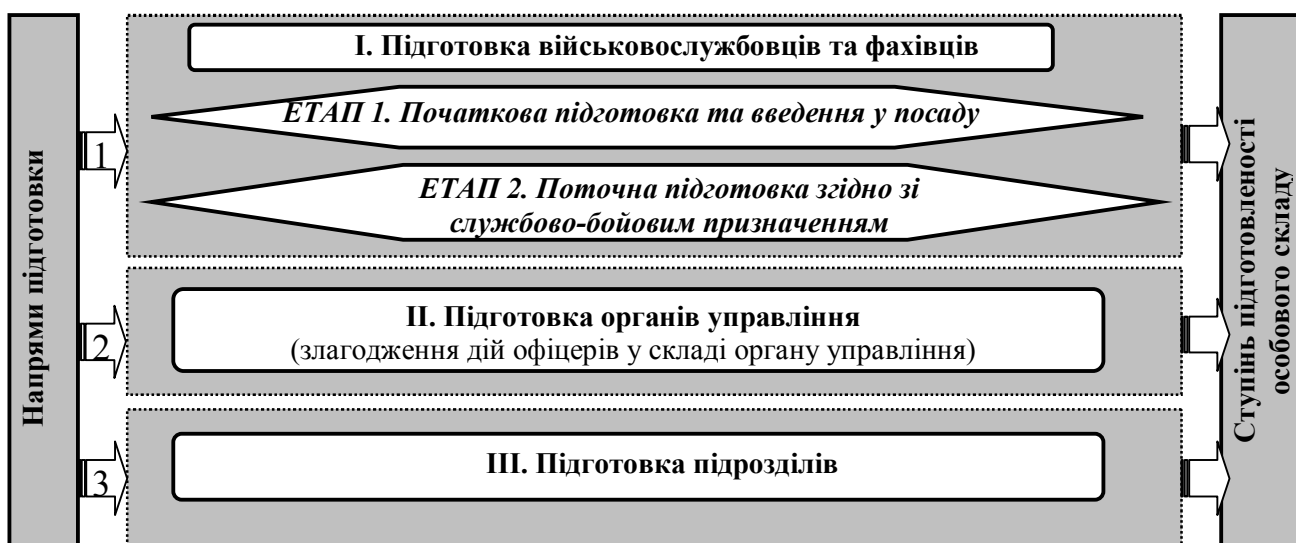 Напрями підготовки
1
І. Підготовка військовослужбовців та фахівців
ЕТАП 1. Початкова підготовка та введення у посаду
ЕТАП 2. Поточна підготовка згідно зі
службово-бойовим призначенням
2
ІІ. Підготовка органів управління
(злагодження дій офіцерів у складі органу управління)
3
ІІІ. Підготовка підрозділів
Ступінь підготовленості
особового складу